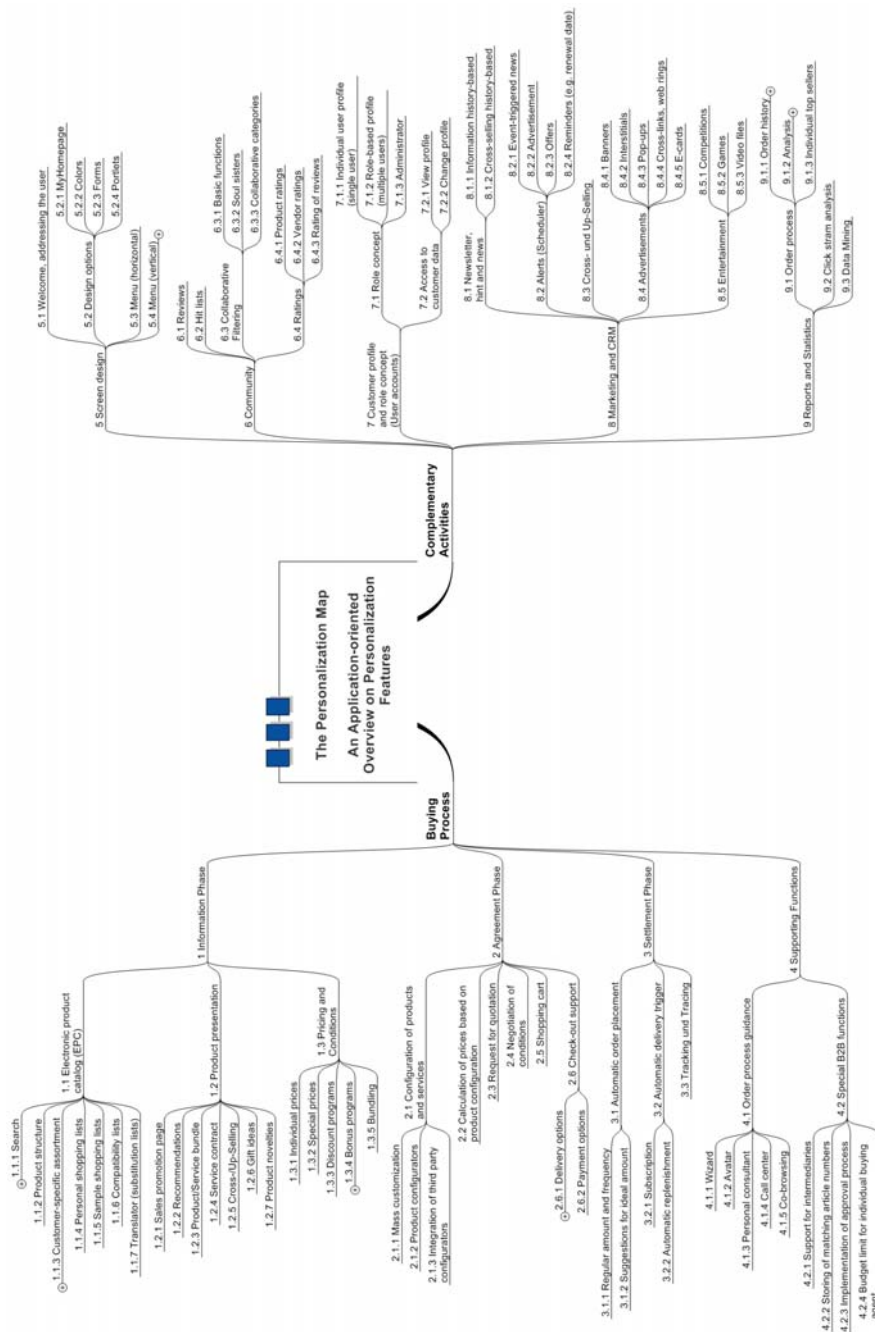 The Personalization Map
An Application-oriented
Overview on Personalization
Features
Buying
Process
1 Information Phase
1.1 Electronic product
catalog (EPC)
1.1.1 Search
1.1.2 Product structure
1.1.3 Customer-specific assortment
1.1.4 Personal shopping lists
1.1.5 Sample shopping lists
1.1.6 Compatibility lists
1.1.7 Translator (substitution lists)
1.2 Product presentation
1.2.1 Sales promotion page
1.2.2 Recommendations
1.2.3 Product/Service bundle
1.2.4 Service contract
1.2.5 Cross-/Up-Selling
1.2.6 Gift ideas
1.2.7 Product novelties
1.3 Pricing and
Conditions
1.3.1 Individual prices
1.3.2 Special prices
1.3.3 Discount programs
1.3.4 Bonus programs
1.3.5 Bundling
2 Agreement Phase
2.1 Configuration of products
and services
2.1.1 Mass customization
2.1.2 Product configurators
2.1.3 Integration of third party
configurators
2.2 Calculation of prices based on
product configuration
2.3 Request for quotation
2.4 Negotiation of
conditions
2.5 Shopping cart
2.6 Check-out support
2.6.1 Delivery options
2.6.2 Payment options
3 Settlement Phase
3.1 Automatic order placement
3.1.1 Regular amount and frequency
3.1.2 Suggestions for ideal amount
3.2 Automatic delivery trigger
3.2.1 Subscription
3.2.2 Automatic replenishment
3.3 Tracking und Tracing
4 Supporting Functions
4.1 Order process guidance
4.1.1 Wizard
4.1.2 Avatar
4.1.3 Personal consultant
4.1.4 Call center
4.1.5 Co-browsing
4.2 Special B2B functions
4.2.1 Support for intermediaries
4.2.2 Storing of matching article numbers
4.2.3 Implementation of approval process
4.2.4 Budget limit for individual buying
agent
Complementary
Activities
5 Screen design
5.1 Welcome, addressing the user
5.2 Design options
5.2.1 MyHomepage
5.2.2 Colors
5.2.3 Forms
5.2.4 Portlets
5.3 Menu (horizontal)
5.4 Menu (vertical)
6 Community
6.1 Reviews
6.2 Hit lists
6.3 Collaborative
Filtering
6.3.1 Basic functions
6.3.2 Soul sisters
6.3.3 Collaborative categories
6.4 Ratings
6.4.1 Product ratings
6.4.2 Vendor ratings
6.4.3 Rating of reviews
7 Customer profile
and role concept
(User accounts)
7.1 Role concept
7.1.1 Individual user profile
(single user)
7.1.2 Role-based profile
(multiple users)
7.1.3 Administrator
7.2 Access to
customer data
7.2.1 View profile
7.2.2 Change profile
8 Marketing and CRM
8.1 Newsletter,
hint and news
8.1.1 Information history-based
8.1.2 Cross-selling history-based
8.2 Alerts (Scheduler)
8.2.1 Event-triggered news
8.2.2 Advertisement
8.2.3 Offers
8.2.4 Reminders (e.g. renewal date)
8.3 Cross- und Up-Selling
8.4 Advertisements
8.4.1 Banners
8.4.2 Interstitials
8.4.3 Pop-ups
8.4.4 Cross-links, web rings
8.4.5 E-cards
8.5 Entertainment
8.5.1 Competitions
8.5.2 Games
8.5.3 Video files
9 Reports and Statistics
9.1 Order process
9.1.1 Order history
9.1.2 Analysis
9.1.3 Individual top sellers
9.2 Click stram analysis
9.3 Data Mining